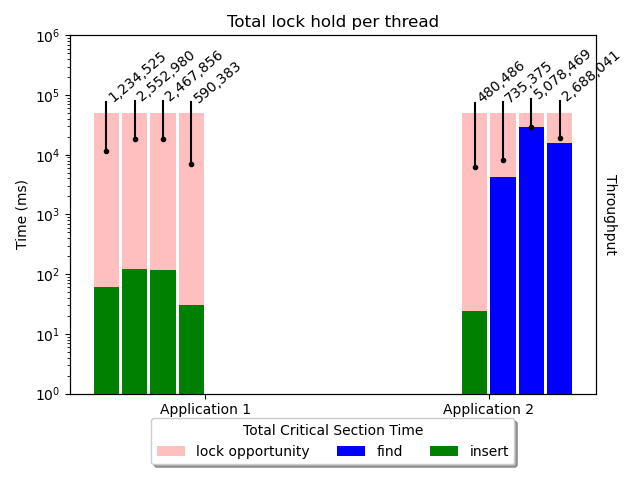 Total lock hold per thread
Time (ms)
10^6
10^5
10^4
10^3
10^2
10^1
10^0
1,234,525
2,552,980
2,467,856
590,383
480,486
735,375
5,078,469
2,688,041
Throughput
Application 1
Application 2
Total Critical Section Time
lock opportunity find insert